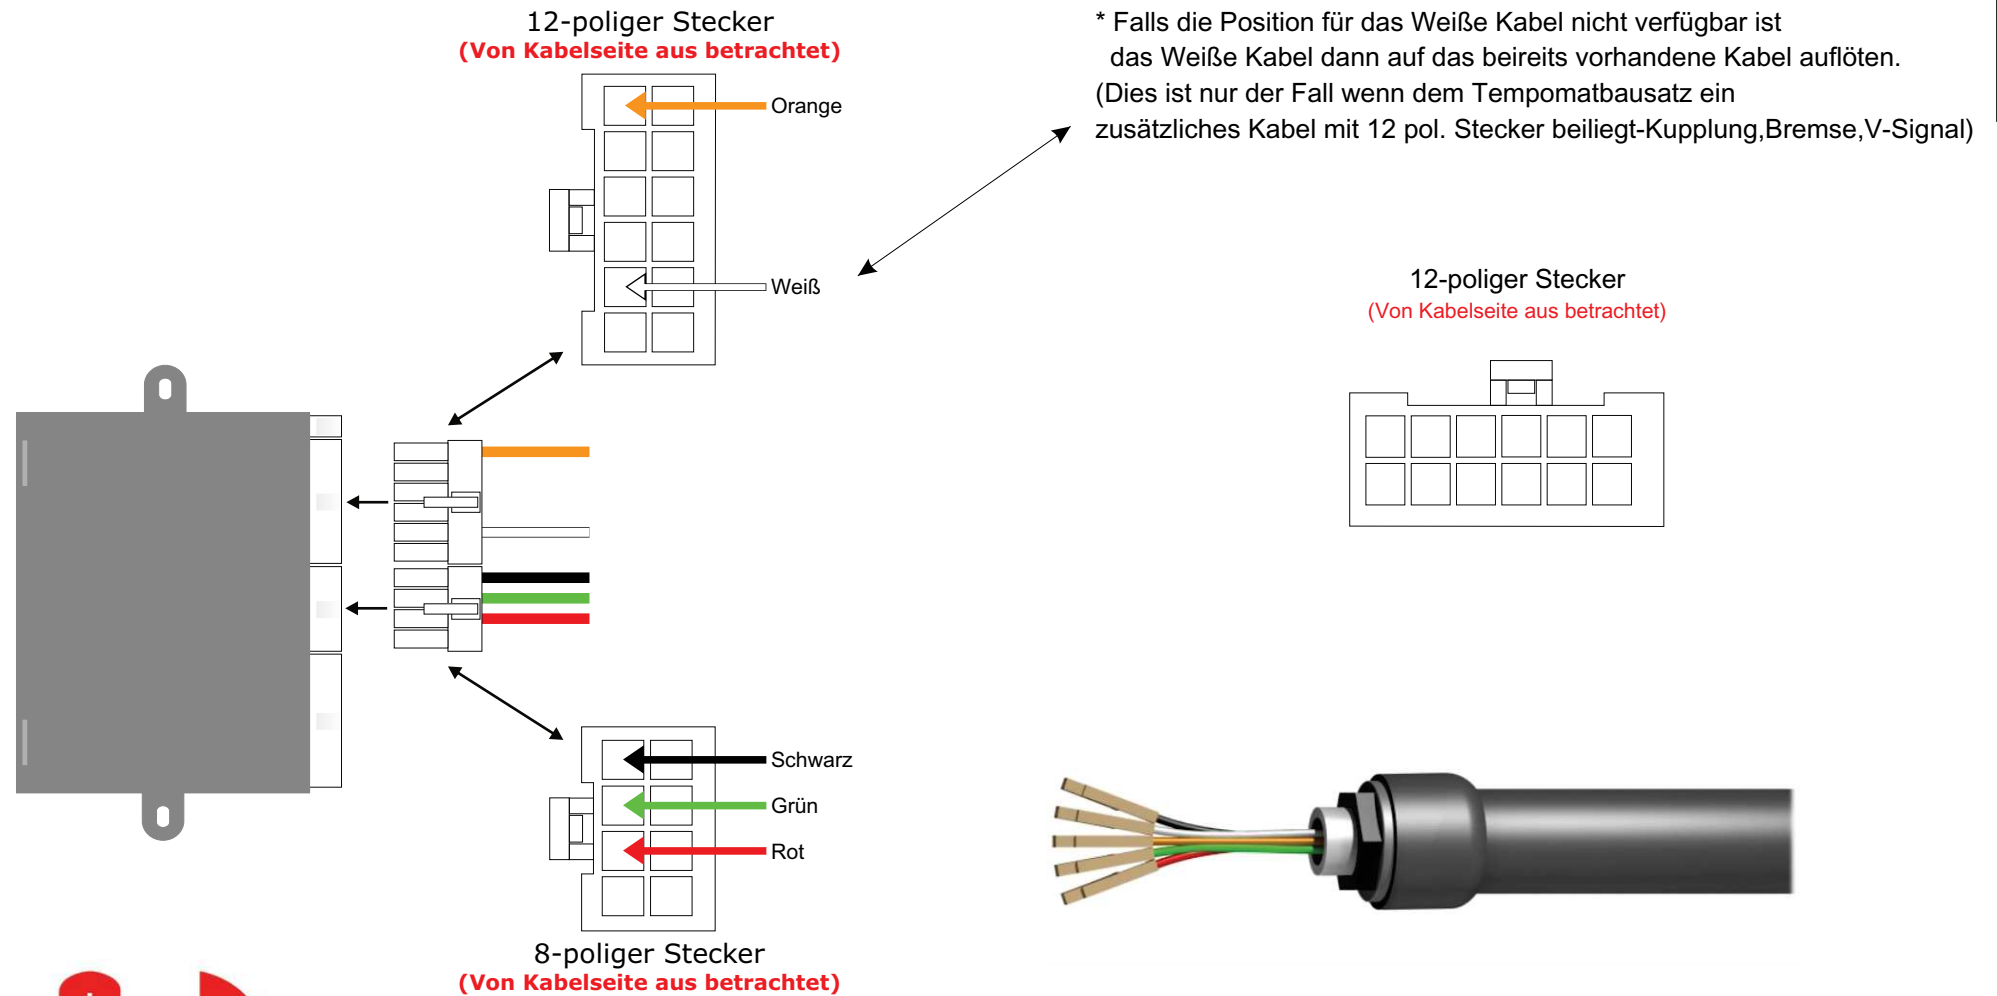 12-poliger Stecker
(Von Kabelseite aus betrachtet)
Orange
Weiß
* Falls die Position für das Weiße Kabel nicht verfügbar ist
das Weiße Kabel dann auf das beireits vorhandene Kabel auflöten.
(Dies ist nur der Fall wenn dem Tempomatbausatz ein
zusätzliches Kabel mit 12 pol. Stecker beiliegt-Kupplung,Bremse,V-Signal)
12-poliger Stecker
(Von Kabelseite aus betrachtet)
Schwarz
Grün
Rot
8-poliger Stecker
(Von Kabelseite aus betrachtet)